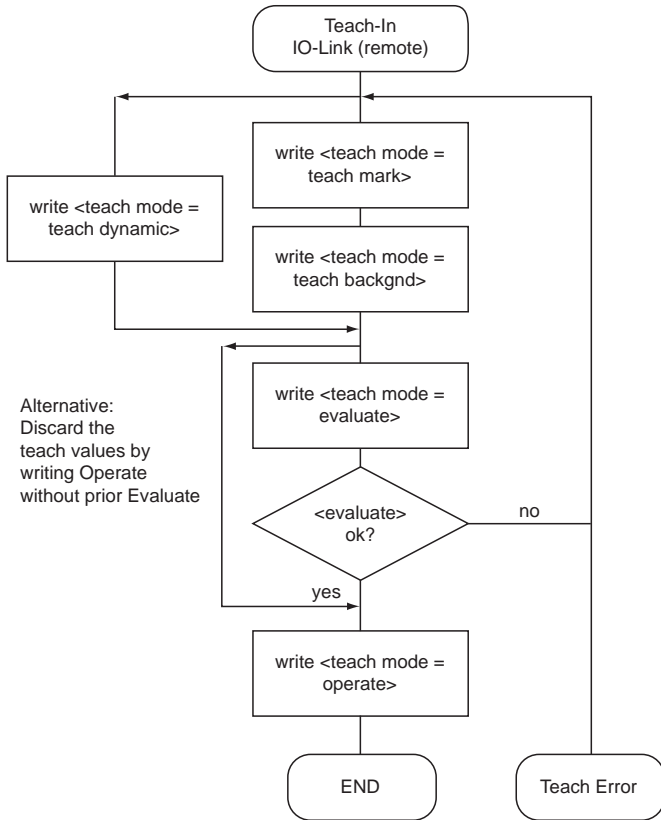 Teach-In
IO-Link (remote)
write <teach mode =
teach mark>
write <teach mode =
teach dynamic>
write <teach mode =
teach backgnd>
Alternative:
Discard the
teach values by
writing Operate
without prior Evaluate
write <teach mode =
evaluate>
<evaluate>
ok?
no
yes
write <teach mode =
operate>
END
Teach Error